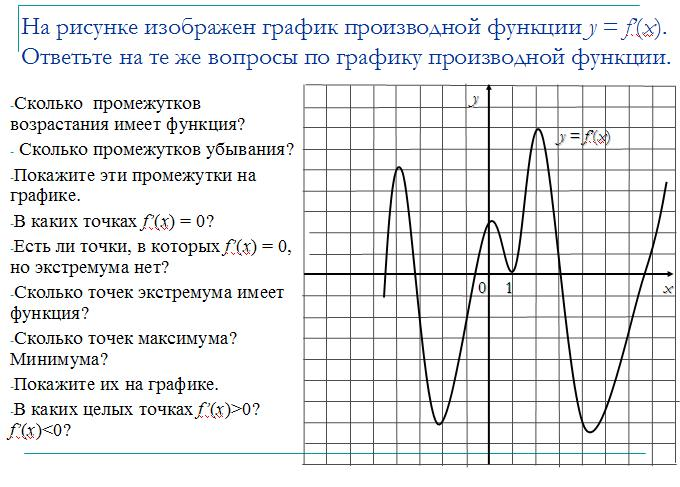 На рисунке изображен график производной функции y = f'(x).
Ответьте на те же вопросы по графику производной функции.
-Сколько промежутков
возрастания имеет функция?
- Сколько промежутков убывания?
-Покажите эти промежутки на
графике.
-В каких точках f'(x) = 0?
-Есть ли точки, в которых f'(x) = 0,
но экстремума нет?
-Сколько точек экстремума имеет
функция?
-Сколько точек максимума?
Минимума?
-Покажите их на графике.
-В каких целых точках f'(x)>0?
f'(x)<0?
y
y = f'(x)
0 1 x